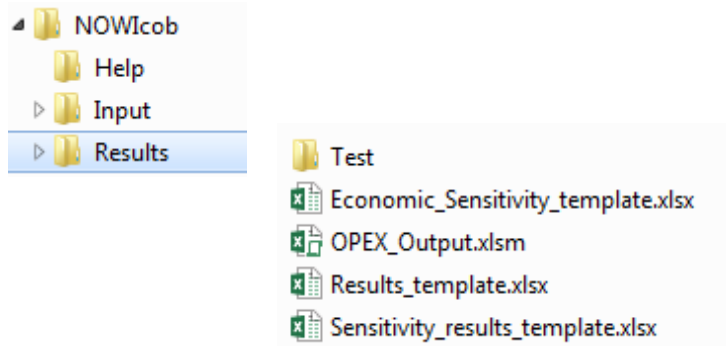 NOWIcob
Help
Input
Results
Test
Economic_Sensitivity_template.xlsx
OPEX_Output.xlsm
Results_template.xlsx
Sensitivity_results_template.xlsx